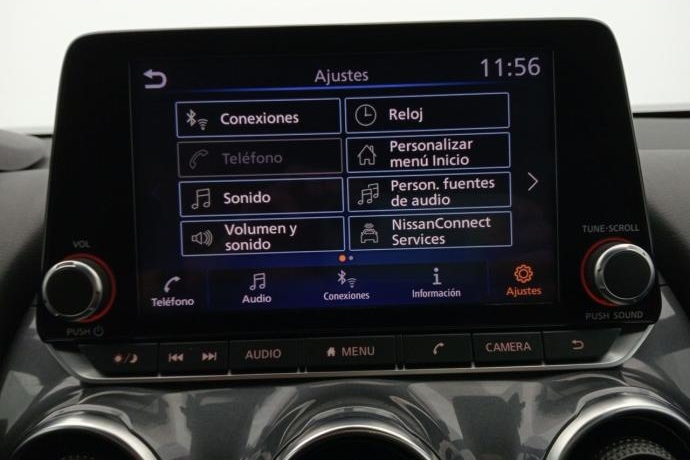 Ajustes
11:56
Conexiones
Reloj
Teléfono
Personalizar
menú Inicio
Sonido
Person. fuentes
de audio
Volumen y
sonido
NissanConnect
Services
Teléfono
Audio
Conexiones
Información
Ajustes
VOL
PUSH
TUNE·SCROLL
PUSH SOUND
AUDIO
MENU
CAMERA